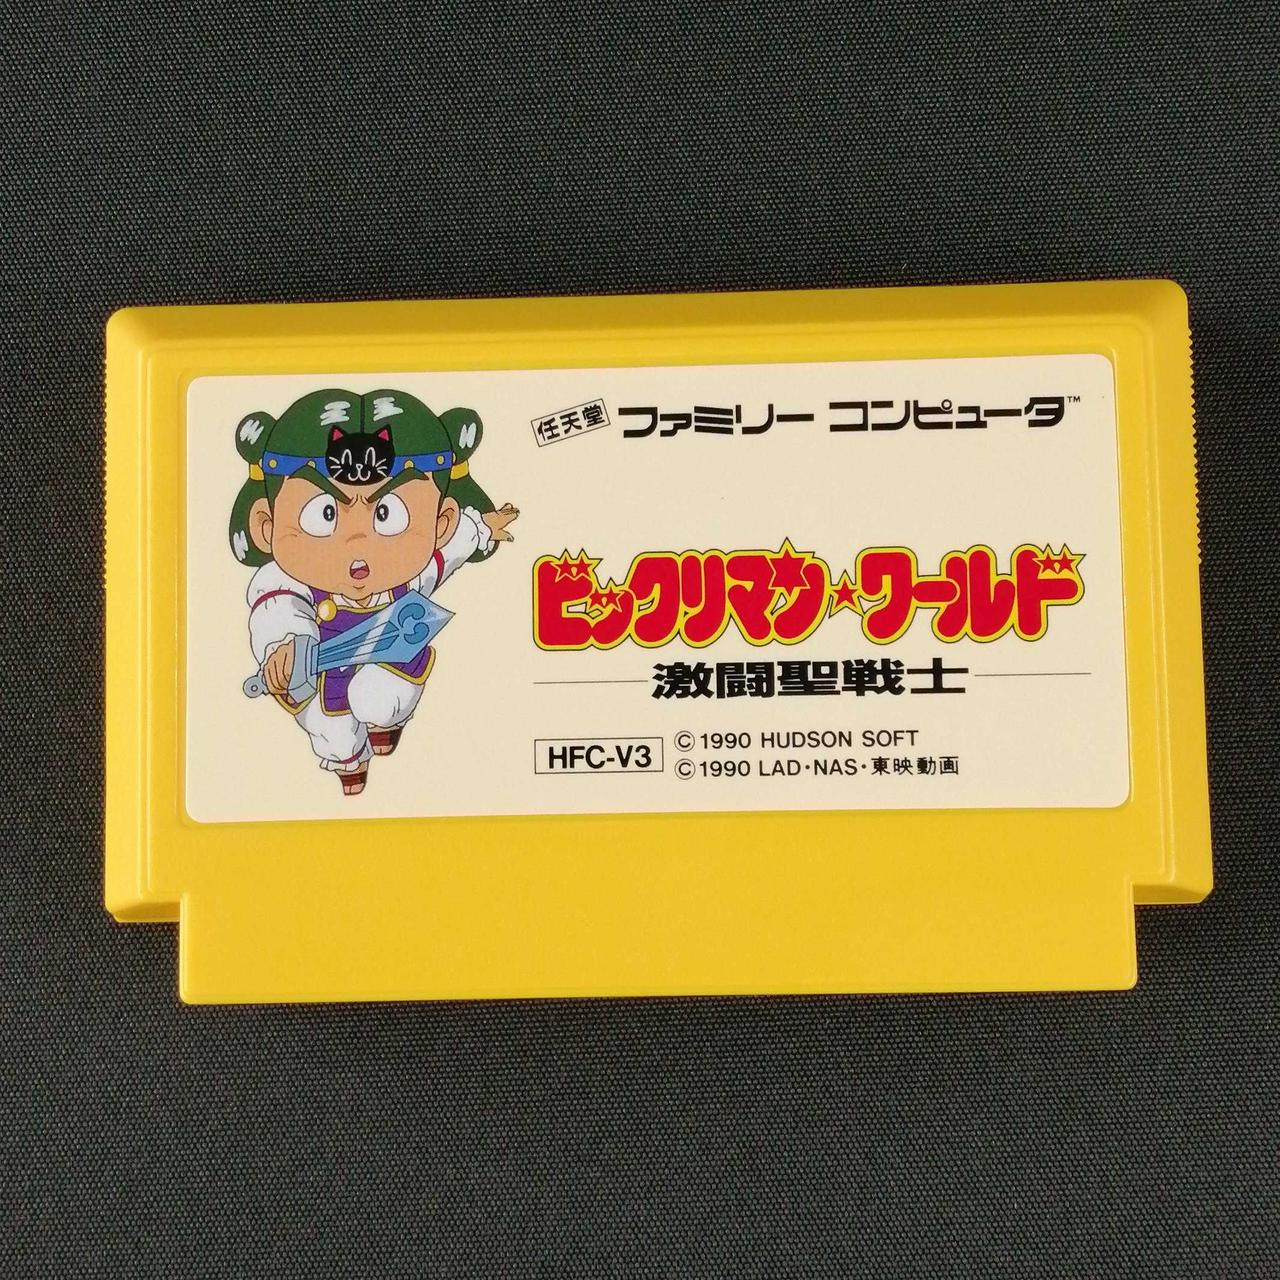 任天堂 ファミリー コンピュータ™
ビックリマン★ワールド
激闘聖戦士
HFC-V3
© 1990 HUDSON SOFT
© 1990 LAD・NAS・東映動画